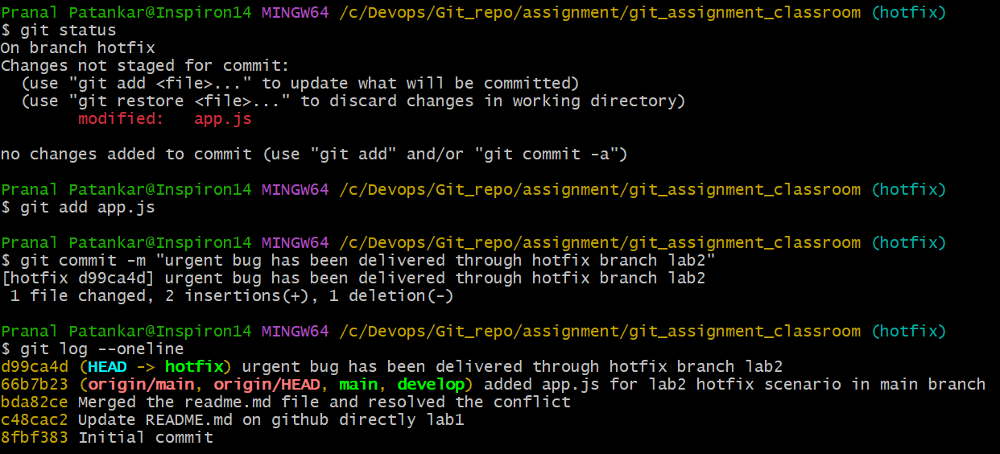 Pranal Patankar@Inspiron14 MINGW64 /c/Devops/Git_repo/assignment/git_assignment_classroom (hotfix)
$ git status
On branch hotfix
Changes not staged for commit:
  (use "git add <file>..." to update what will be committed)
  (use "git restore <file>..." to discard changes in working directory)
        modified:   app.js

no changes added to commit (use "git add" and/or "git commit -a")

Pranal Patankar@Inspiron14 MINGW64 /c/Devops/Git_repo/assignment/git_assignment_classroom (hotfix)
$ git add app.js

Pranal Patankar@Inspiron14 MINGW64 /c/Devops/Git_repo/assignment/git_assignment_classroom (hotfix)
$ git commit -m "urgent bug has been delivered through hotfix branch lab2"
[hotfix d99ca4d] urgent bug has been delivered through hotfix branch lab2
 1 file changed, 2 insertions(+), 1 deletion(-)

Pranal Patankar@Inspiron14 MINGW64 /c/Devops/Git_repo/assignment/git_assignment_classroom (hotfix)
$ git log --oneline
d99ca4d (HEAD -> hotfix) urgent bug has been delivered through hotfix branch lab2
66b7b23 (origin/main, origin/HEAD, main, develop) added app.js for lab2 hotfix scenario in main branch
bda82ce Merged the readme.md file and resolved the conflict
c48cac2 Update README.md on github directly lab1
8fbf383 Initial commit